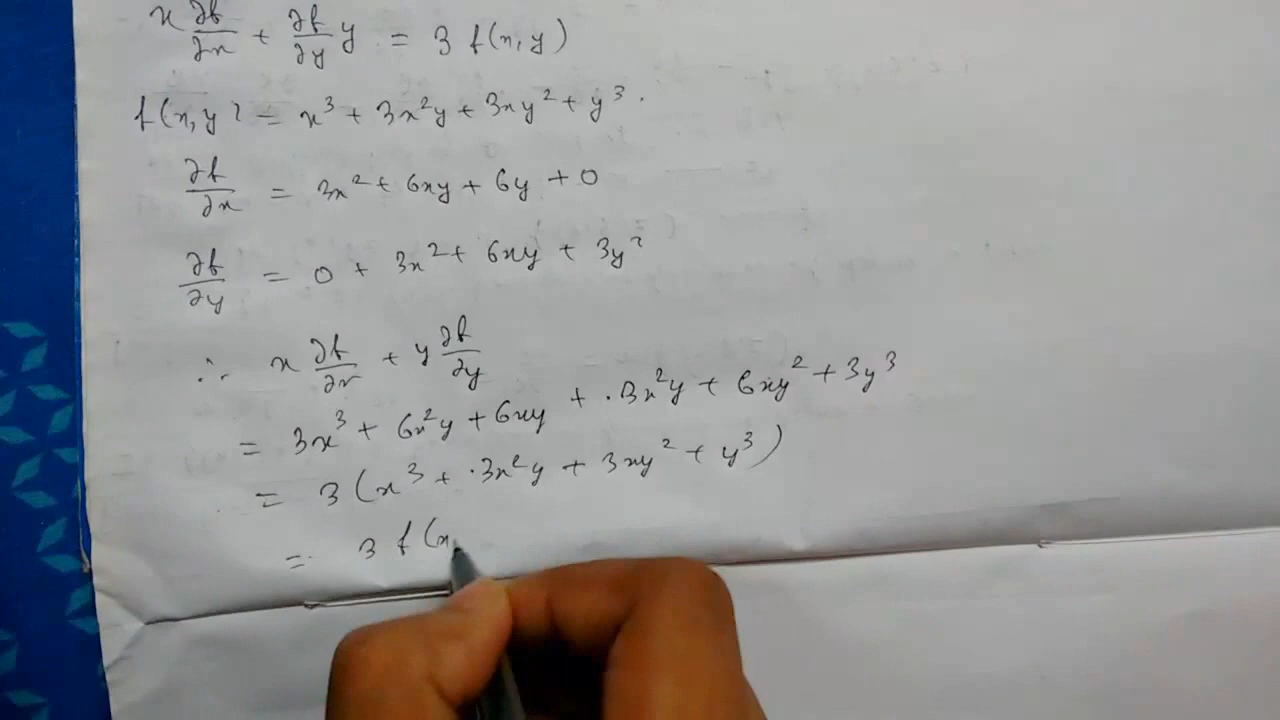 x ∂f/∂x + ∂f/∂y y = 3 f(x, y)
f(x, y) = x³ + 3x²y + 3xy² + y³.
∂f/∂x = 3x² + 6xy + 6y + 0
∂f/∂y = 0 + 3x² + 6xy + 3y²
∴ x ∂f/∂x + y ∂f/∂y
= 3x³ + 6x²y + 6xy + .3x²y + 6xy² + 3y³
= 3 (x³ + .3x²y + 3xy² + y³)
= 3 f(x